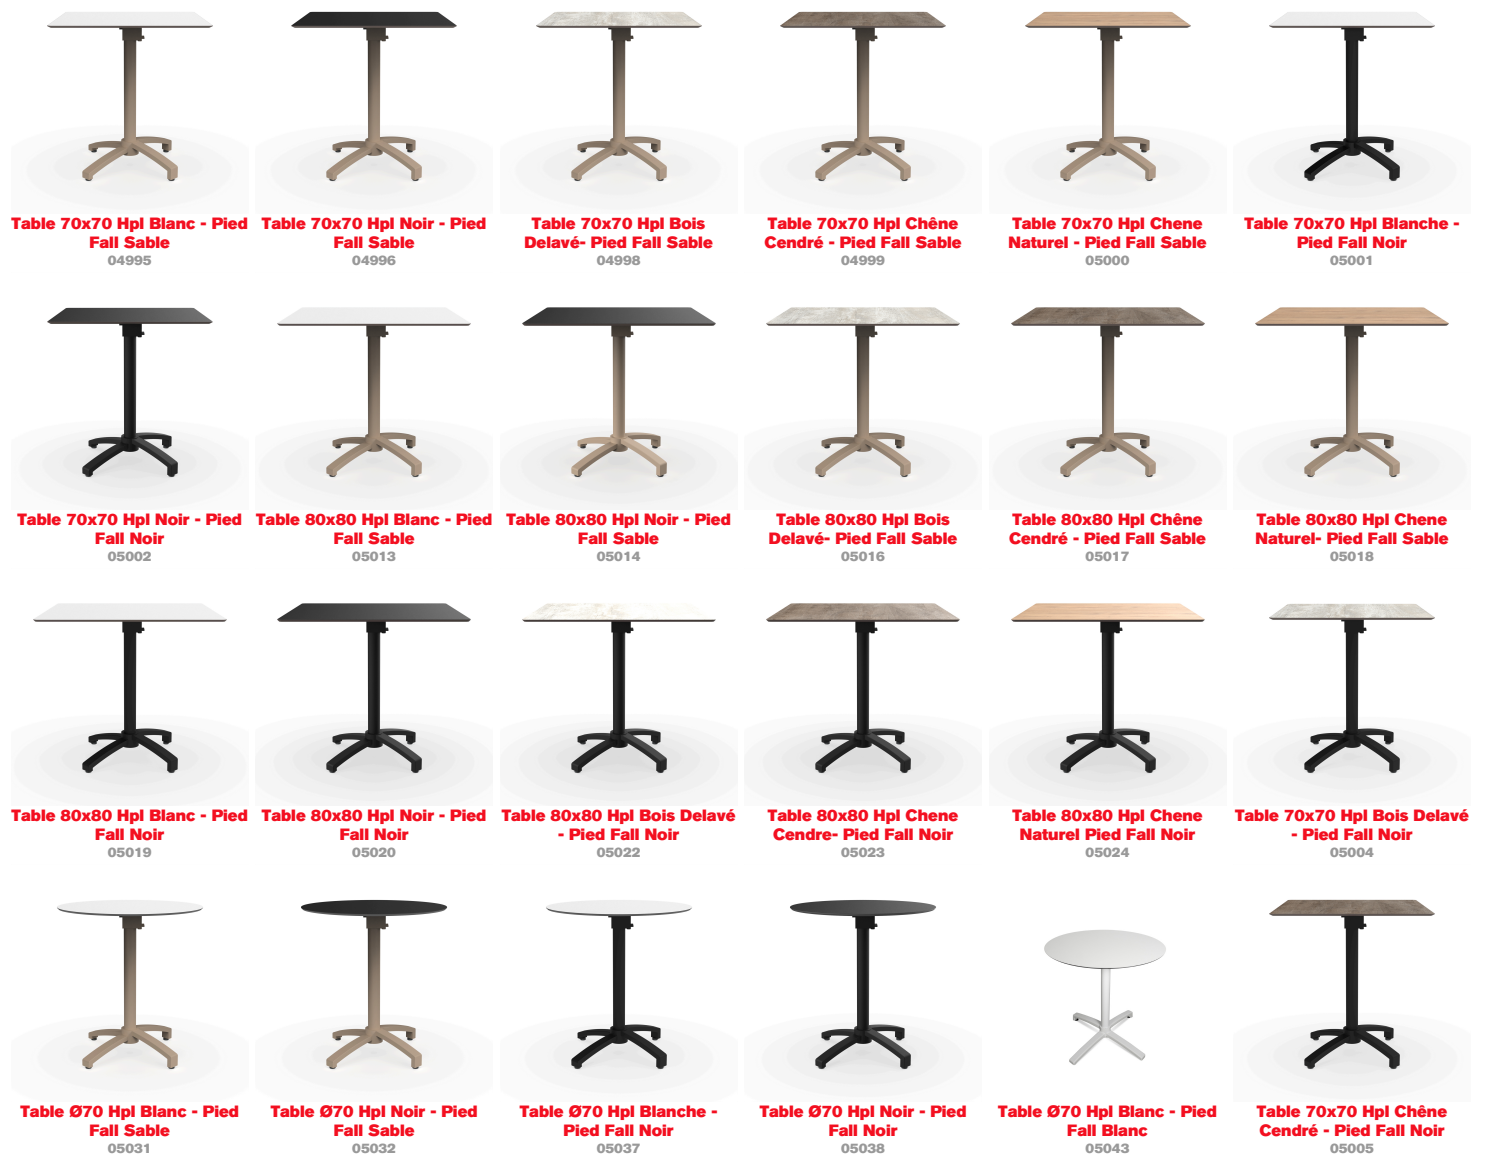 Table 70x70 Hpl Blanc - Pied
Fall Sable
04995
Table 70x70 Hpl Noir - Pied
Fall Sable
04996
Table 70x70 Hpl Bois
Delavé- Pied Fall Sable
04998
Table 70x70 Hpl Chêne
Cendré - Pied Fall Sable
04999
Table 70x70 Hpl Chene
Naturel - Pied Fall Sable
05000
Table 70x70 Hpl Blanche -
Pied Fall Noir
05001
Table 70x70 Hpl Noir - Pied
Fall Noir
05002
Table 80x80 Hpl Blanc - Pied
Fall Sable
05013
Table 80x80 Hpl Noir - Pied
Fall Sable
05014
Table 80x80 Hpl Bois
Delavé- Pied Fall Sable
05016
Table 80x80 Hpl Chêne
Cendré - Pied Fall Sable
05017
Table 80x80 Hpl Chene
Naturel- Pied Fall Sable
05018
Table 80x80 Hpl Blanc - Pied
Fall Noir
05019
Table 80x80 Hpl Noir - Pied
Fall Noir
05020
Table 80x80 Hpl Bois Delavé
- Pied Fall Noir
05022
Table 80x80 Hpl Chene
Cendre- Pied Fall Noir
05023
Table 80x80 Hpl Chene
Naturel Pied Fall Noir
05024
Table 70x70 Hpl Bois Delavé
- Pied Fall Noir
05004
Table Ø70 Hpl Blanc - Pied
Fall Sable
05031
Table Ø70 Hpl Noir - Pied
Fall Sable
05032
Table Ø70 Hpl Blanche -
Pied Fall Noir
05037
Table Ø70 Hpl Noir - Pied
Fall Noir
05038
Table Ø70 Hpl Blanc - Pied
Fall Blanc
05043
Table 70x70 Hpl Chêne
Cendré - Pied Fall Noir
05005